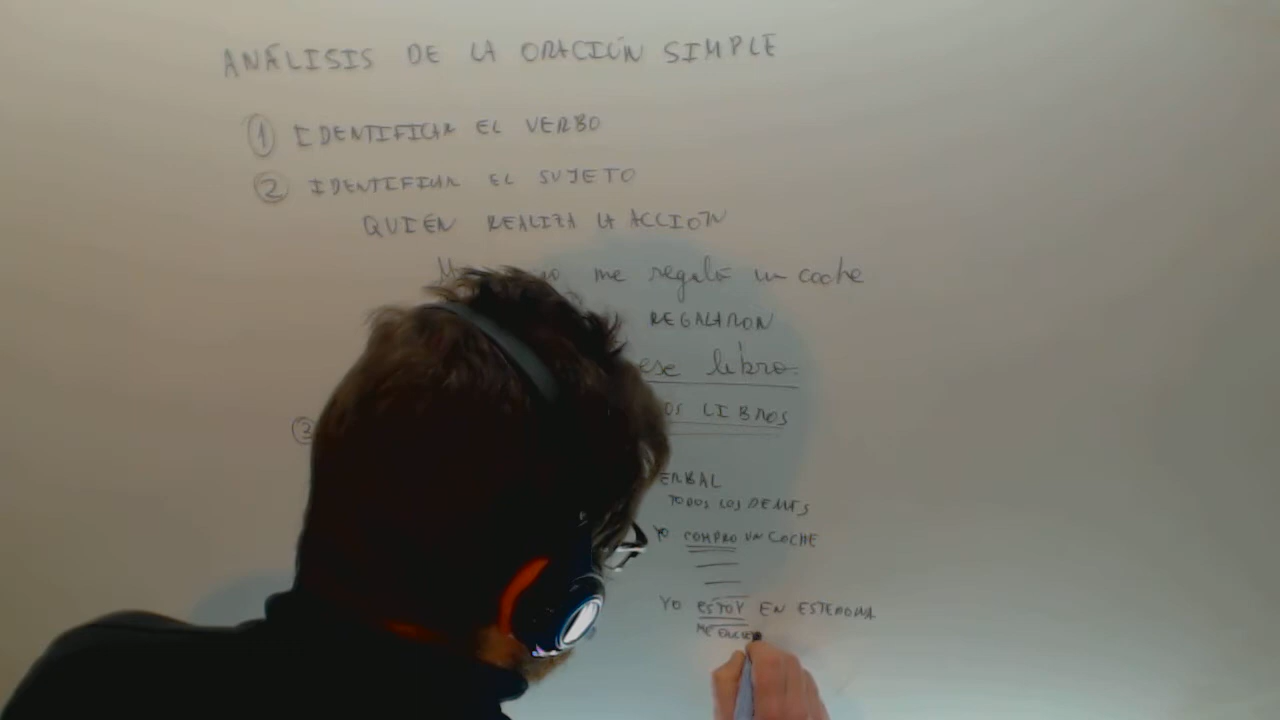 ANÁLISIS DE LA ORACIÓN SIMPLE
① IDENTIFICAR EL VERBO
② IDENTIFICAR EL SUJETO
QUIÉN REALIZA LA ACCIÓN
me regaló un coche
REGALARON
ese libro
LIBROS
③
ERBAL
TODOS LOS DEMÁS
YO COMPRO UN COCHE
YO ESTOY EN